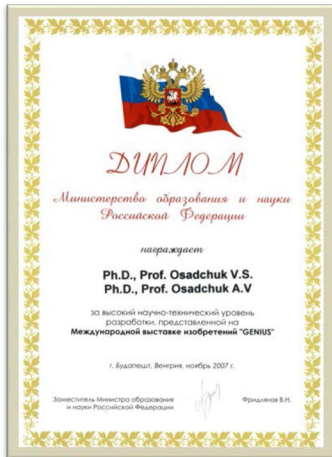 ДИПЛОМ
Министерство образования и науки
Российской Федерации
награждает
Ph.D., Prof. Osadchuk V.S.
Ph.D., Prof. Osadchuk A.V
за высокий научно-технический уровень
разработки, представленной на
Международной выставке изобретений "GENIUS"
г. Будапешт, Венгрия, ноябрь 2007 г.
Заместитель Министра образования
и науки Российской Федерации
Фридлянов В.Н.